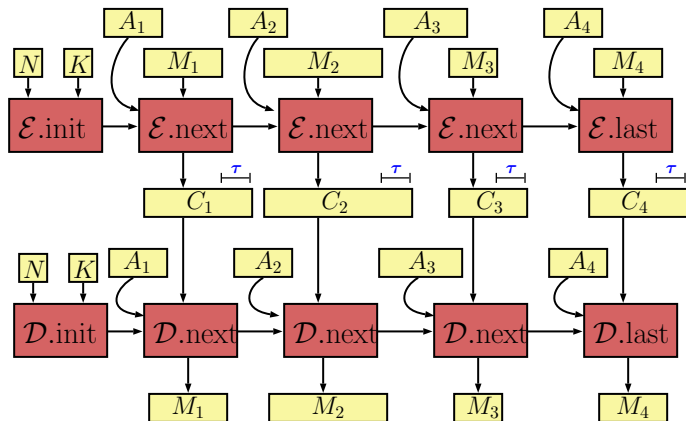 A₁ A₂ A₃ A₄
N K M₁ M₂ M₃ M₄
ℰ.init ℰ.next ℰ.next ℰ.next ℰ.last
τ τ τ τ
C₁ C₂ C₃ C₄
N K A₁ A₂ A₃ A₄
𝒟.init 𝒟.next 𝒟.next 𝒟.next 𝒟.last
M₁ M₂ M₃ M₄